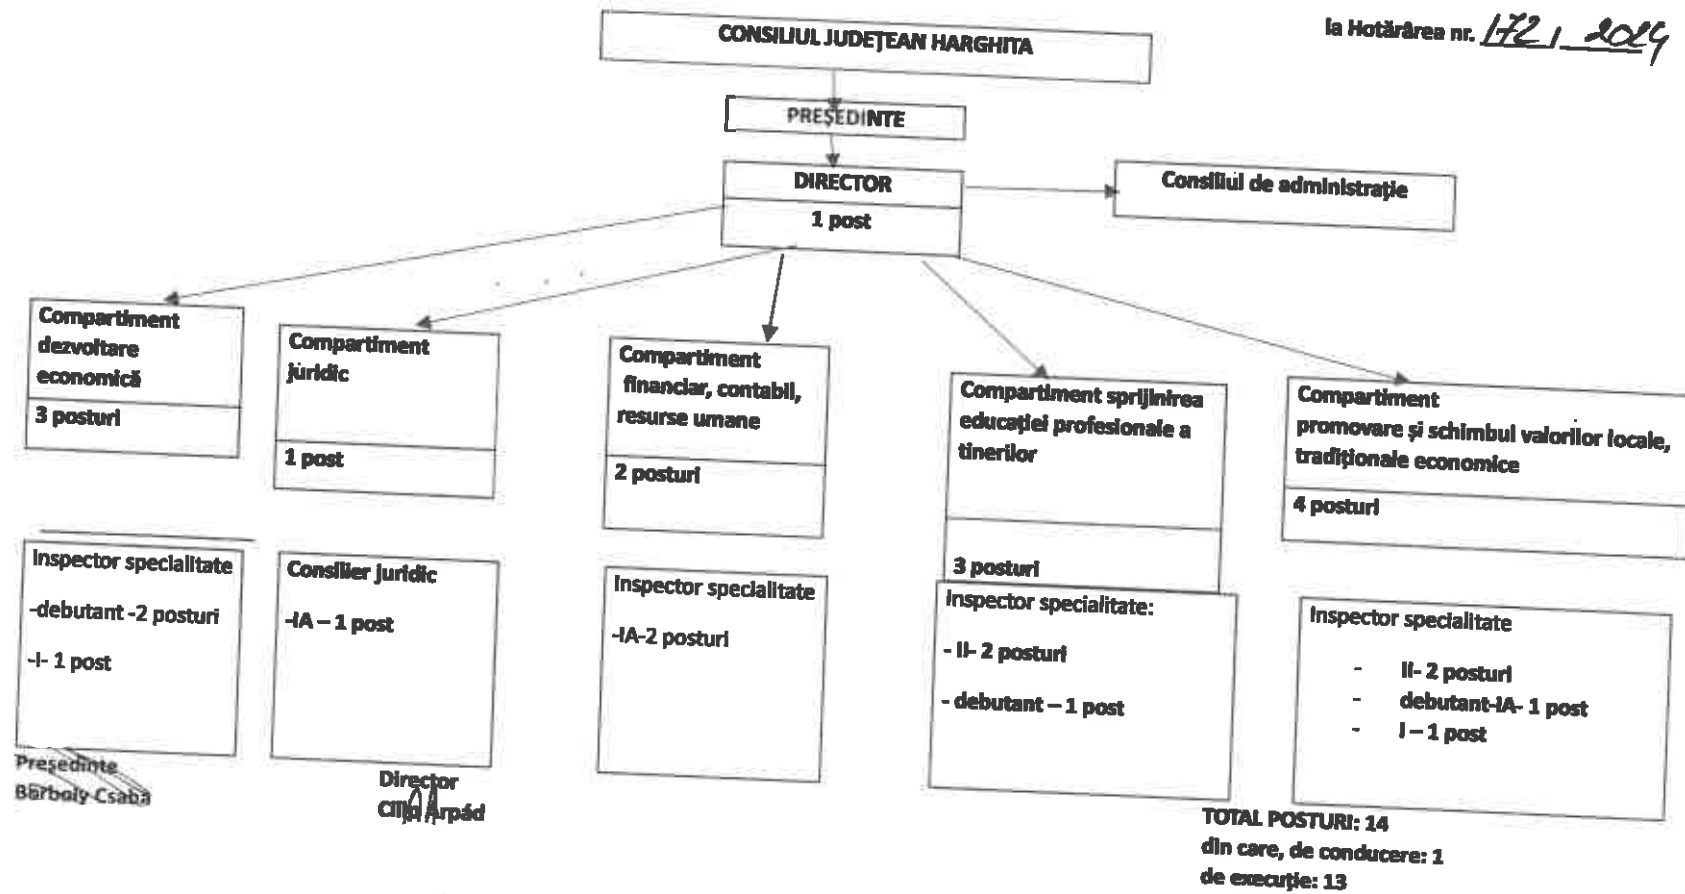 la Hotărârea nr. 172 / 2024
CONSILIUL JUDEȚEAN HARGHITA
PREȘEDINTE
DIRECTOR
1 post
Consiliul de administrație
Compartiment
dezvoltare
economică
3 posturi
Compartiment
juridic
1 post
Compartiment
financiar, contabil,
resurse umane
2 posturi
Compartiment sprijinirea
educației profesionale a
tinerilor
3 posturi
Compartiment
promovare și schimbul valorilor locale,
tradiționale economice
4 posturi
Inspector specialitate
-debutant -2 posturi
-I- 1 post
Consilier juridic
-IA – 1 post
Inspector specialitate
-IA-2 posturi
Inspector specialitate:
- II- 2 posturi
- debutant – 1 post
Inspector specialitate
- II- 2 posturi
- debutant-IA- 1 post
- I – 1 post
Președinte
Barboly Csaba
Director
Arpád
TOTAL POSTURI: 14
din care, de conducere: 1
de execuție: 13